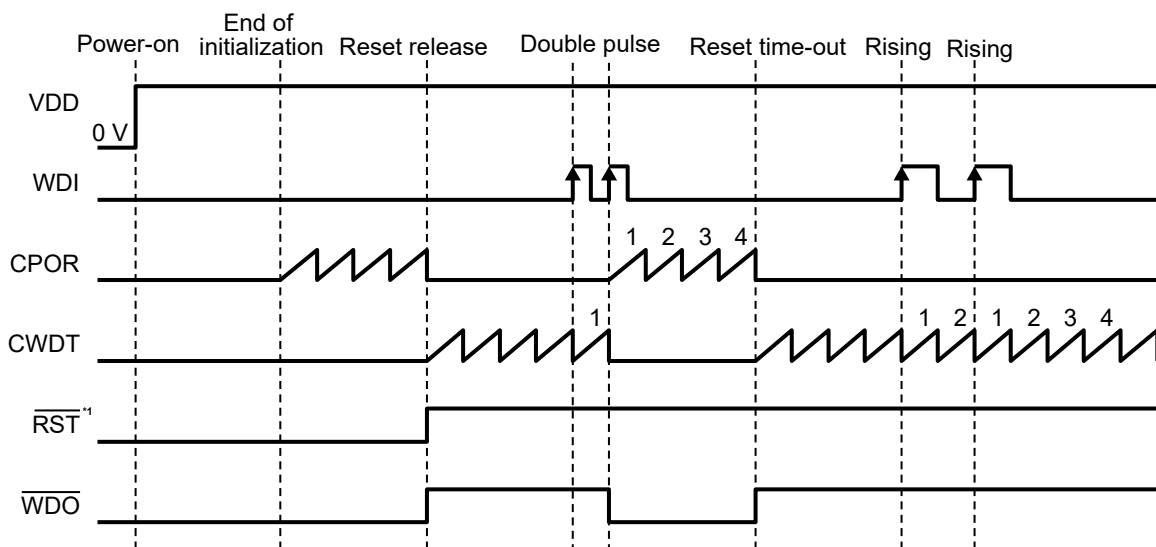 End of
initialization
Power-on
Reset release
Double pulse
Reset time-out
Rising
Rising
VDD
0 V
WDI
1 2 3 4
CPOR
1 1 2 1 2 3 4
CWDT
RST*1
WDO